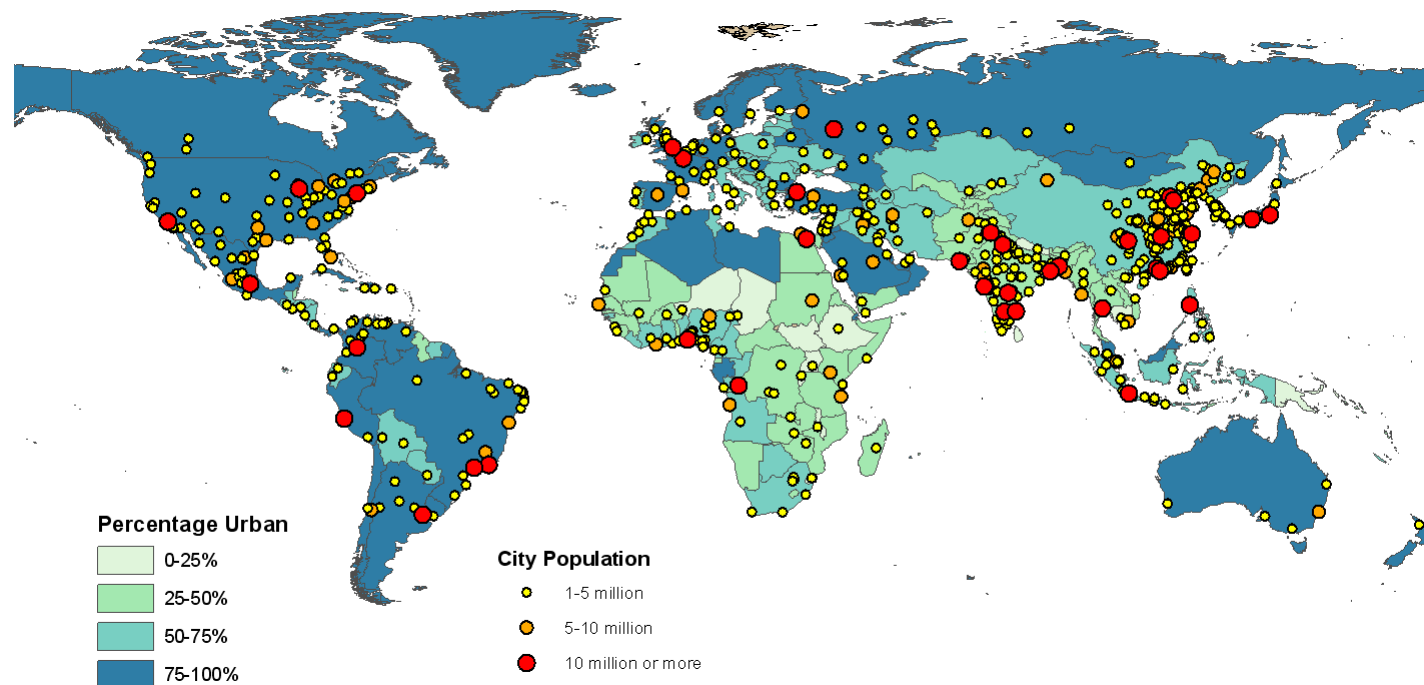 Percentage Urban
0-25%
25-50%
50-75%
75-100%
City Population
1-5 million
5-10 million
10 million or more